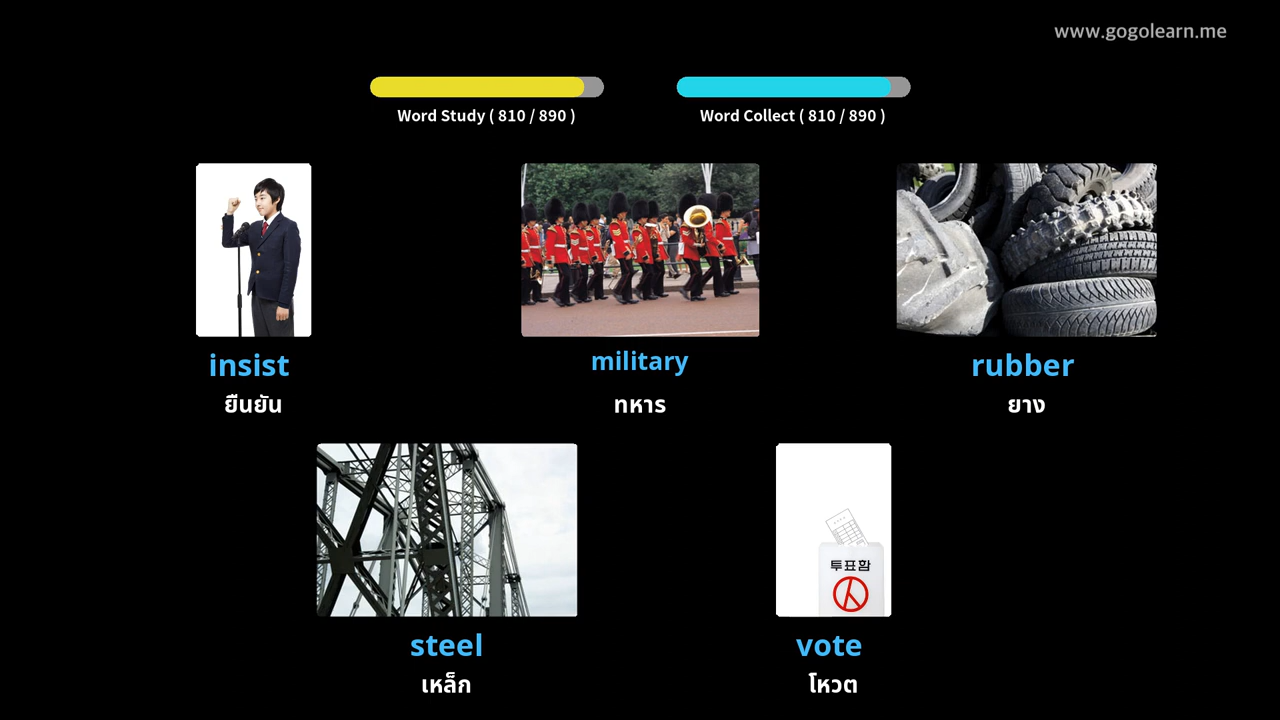 www.gogolearn.me
Word Study ( 810 / 890 )
Word Collect ( 810 / 890 )
insist
ยืนยัน
military
ทหาร
rubber
ยาง
steel
เหล็ก
vote
โหวต
투표함